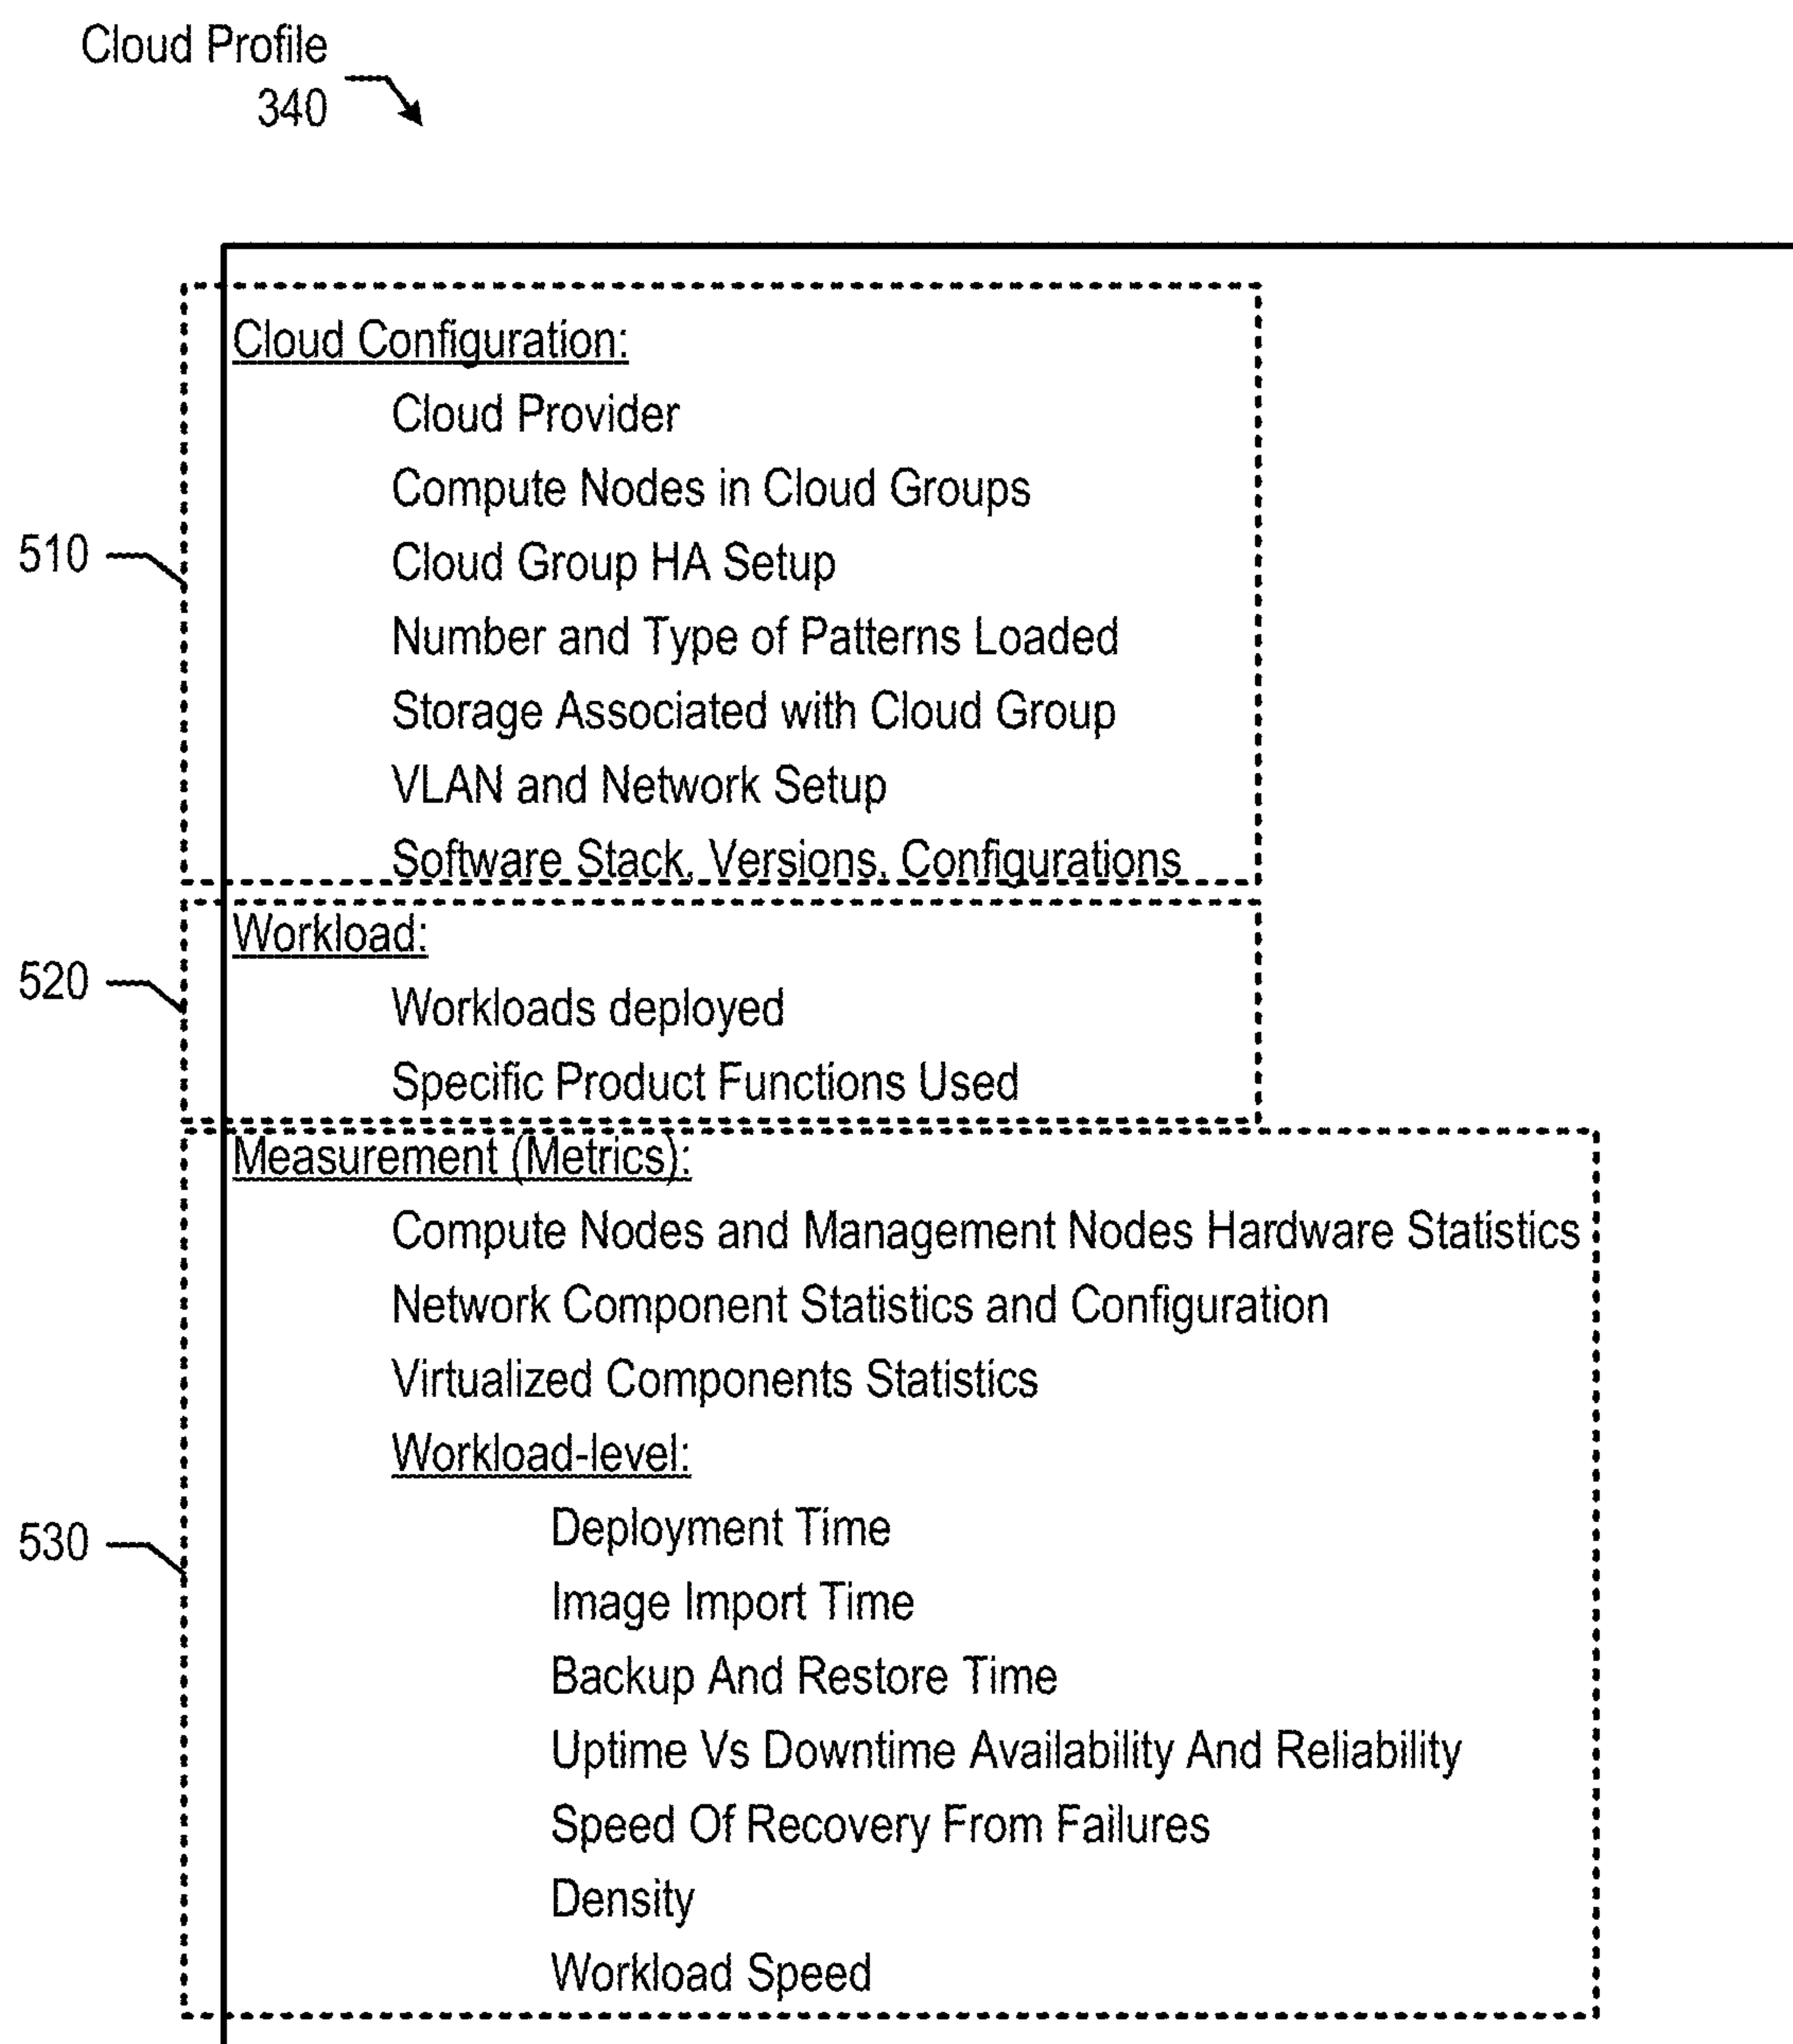 Cloud Profile
340
Cloud Configuration:
Cloud Provider
Compute Nodes in Cloud Groups
510
Cloud Group HA Setup
Number and Type of Patterns Loaded
Storage Associated with Cloud Group
VLAN and Network Setup
Software Stack, Versions, Configurations
Workload:
520
Workloads deployed
Specific Product Functions Used
Measurement (Metrics):
Compute Nodes and Management Nodes Hardware Statistics
Network Component Statistics and Configuration
Virtualized Components Statistics
Workload-level:
Deployment Time
530
Image Import Time
Backup And Restore Time
Uptime Vs Downtime Availability And Reliability
Speed Of Recovery From Failures
Density
Workload Speed